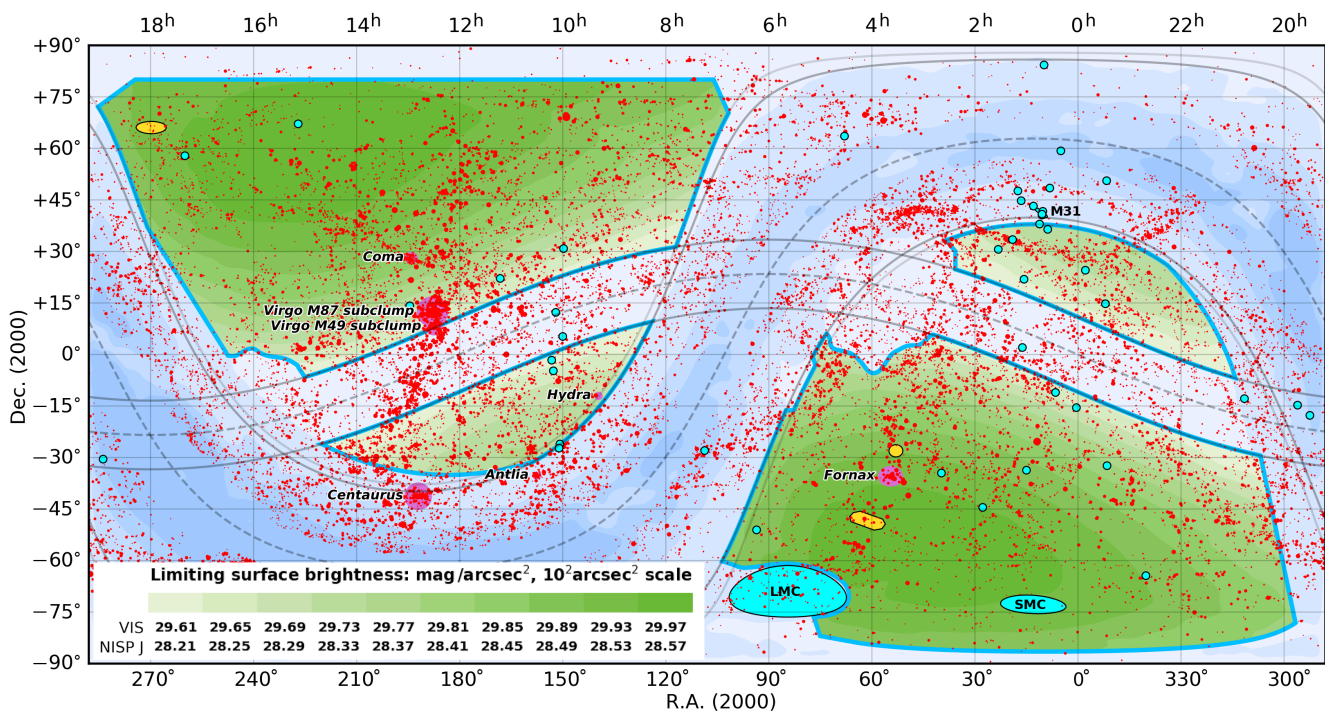 18h 16h 14h 12h 10h 8h 6h 4h 2h 0h 22h 20h
+90°
+75°
+60°
+45°
M31
+30°
Coma
+15°
Virgo M87 subclump
Virgo M49 subclump
0°
Dec. (2000)
−15°
Hydra
−30°
Antlia
Fornax
Centaurus
−45°
−60°
Limiting surface brightness: mag/arcsec², 10²arcsec² scale
LMC
SMC
−75°
VIS 29.61 29.65 29.69 29.73 29.77 29.81 29.85 29.89 29.93 29.97
NISP J 28.21 28.25 28.29 28.33 28.37 28.41 28.45 28.49 28.53 28.57
−90°
270° 240° 210° 180° 150° 120° 90° 60° 30° 0° 330° 300°
R.A. (2000)